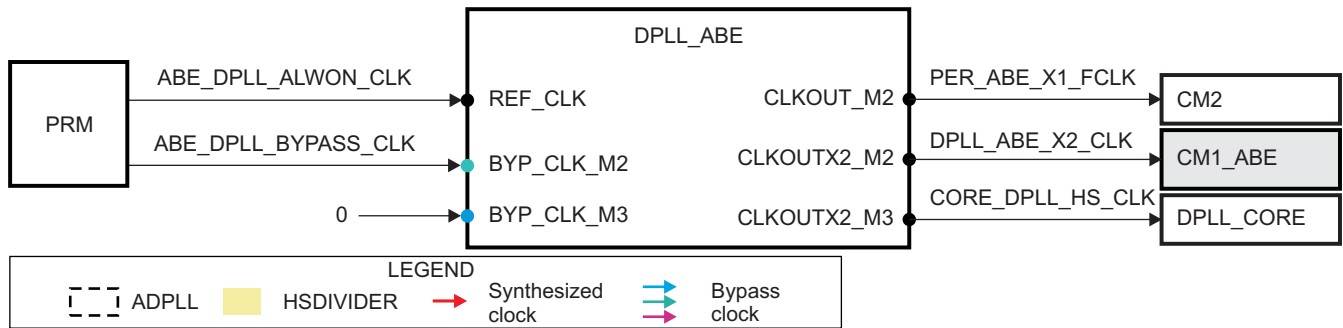 DPLL_ABE
PRM
ABE_DPLL_ALWON_CLK
REF_CLK
CLKOUT_M2
PER_ABE_X1_FCLK
CM2
ABE_DPLL_BYPASS_CLK
BYP_CLK_M2
CLKOUTX2_M2
DPLL_ABE_X2_CLK
CM1_ABE
0
BYP_CLK_M3
CLKOUTX2_M3
CORE_DPLL_HS_CLK
DPLL_CORE
LEGEND
ADPLL
HSDIVIDER
Synthesized
clock
Bypass
clock